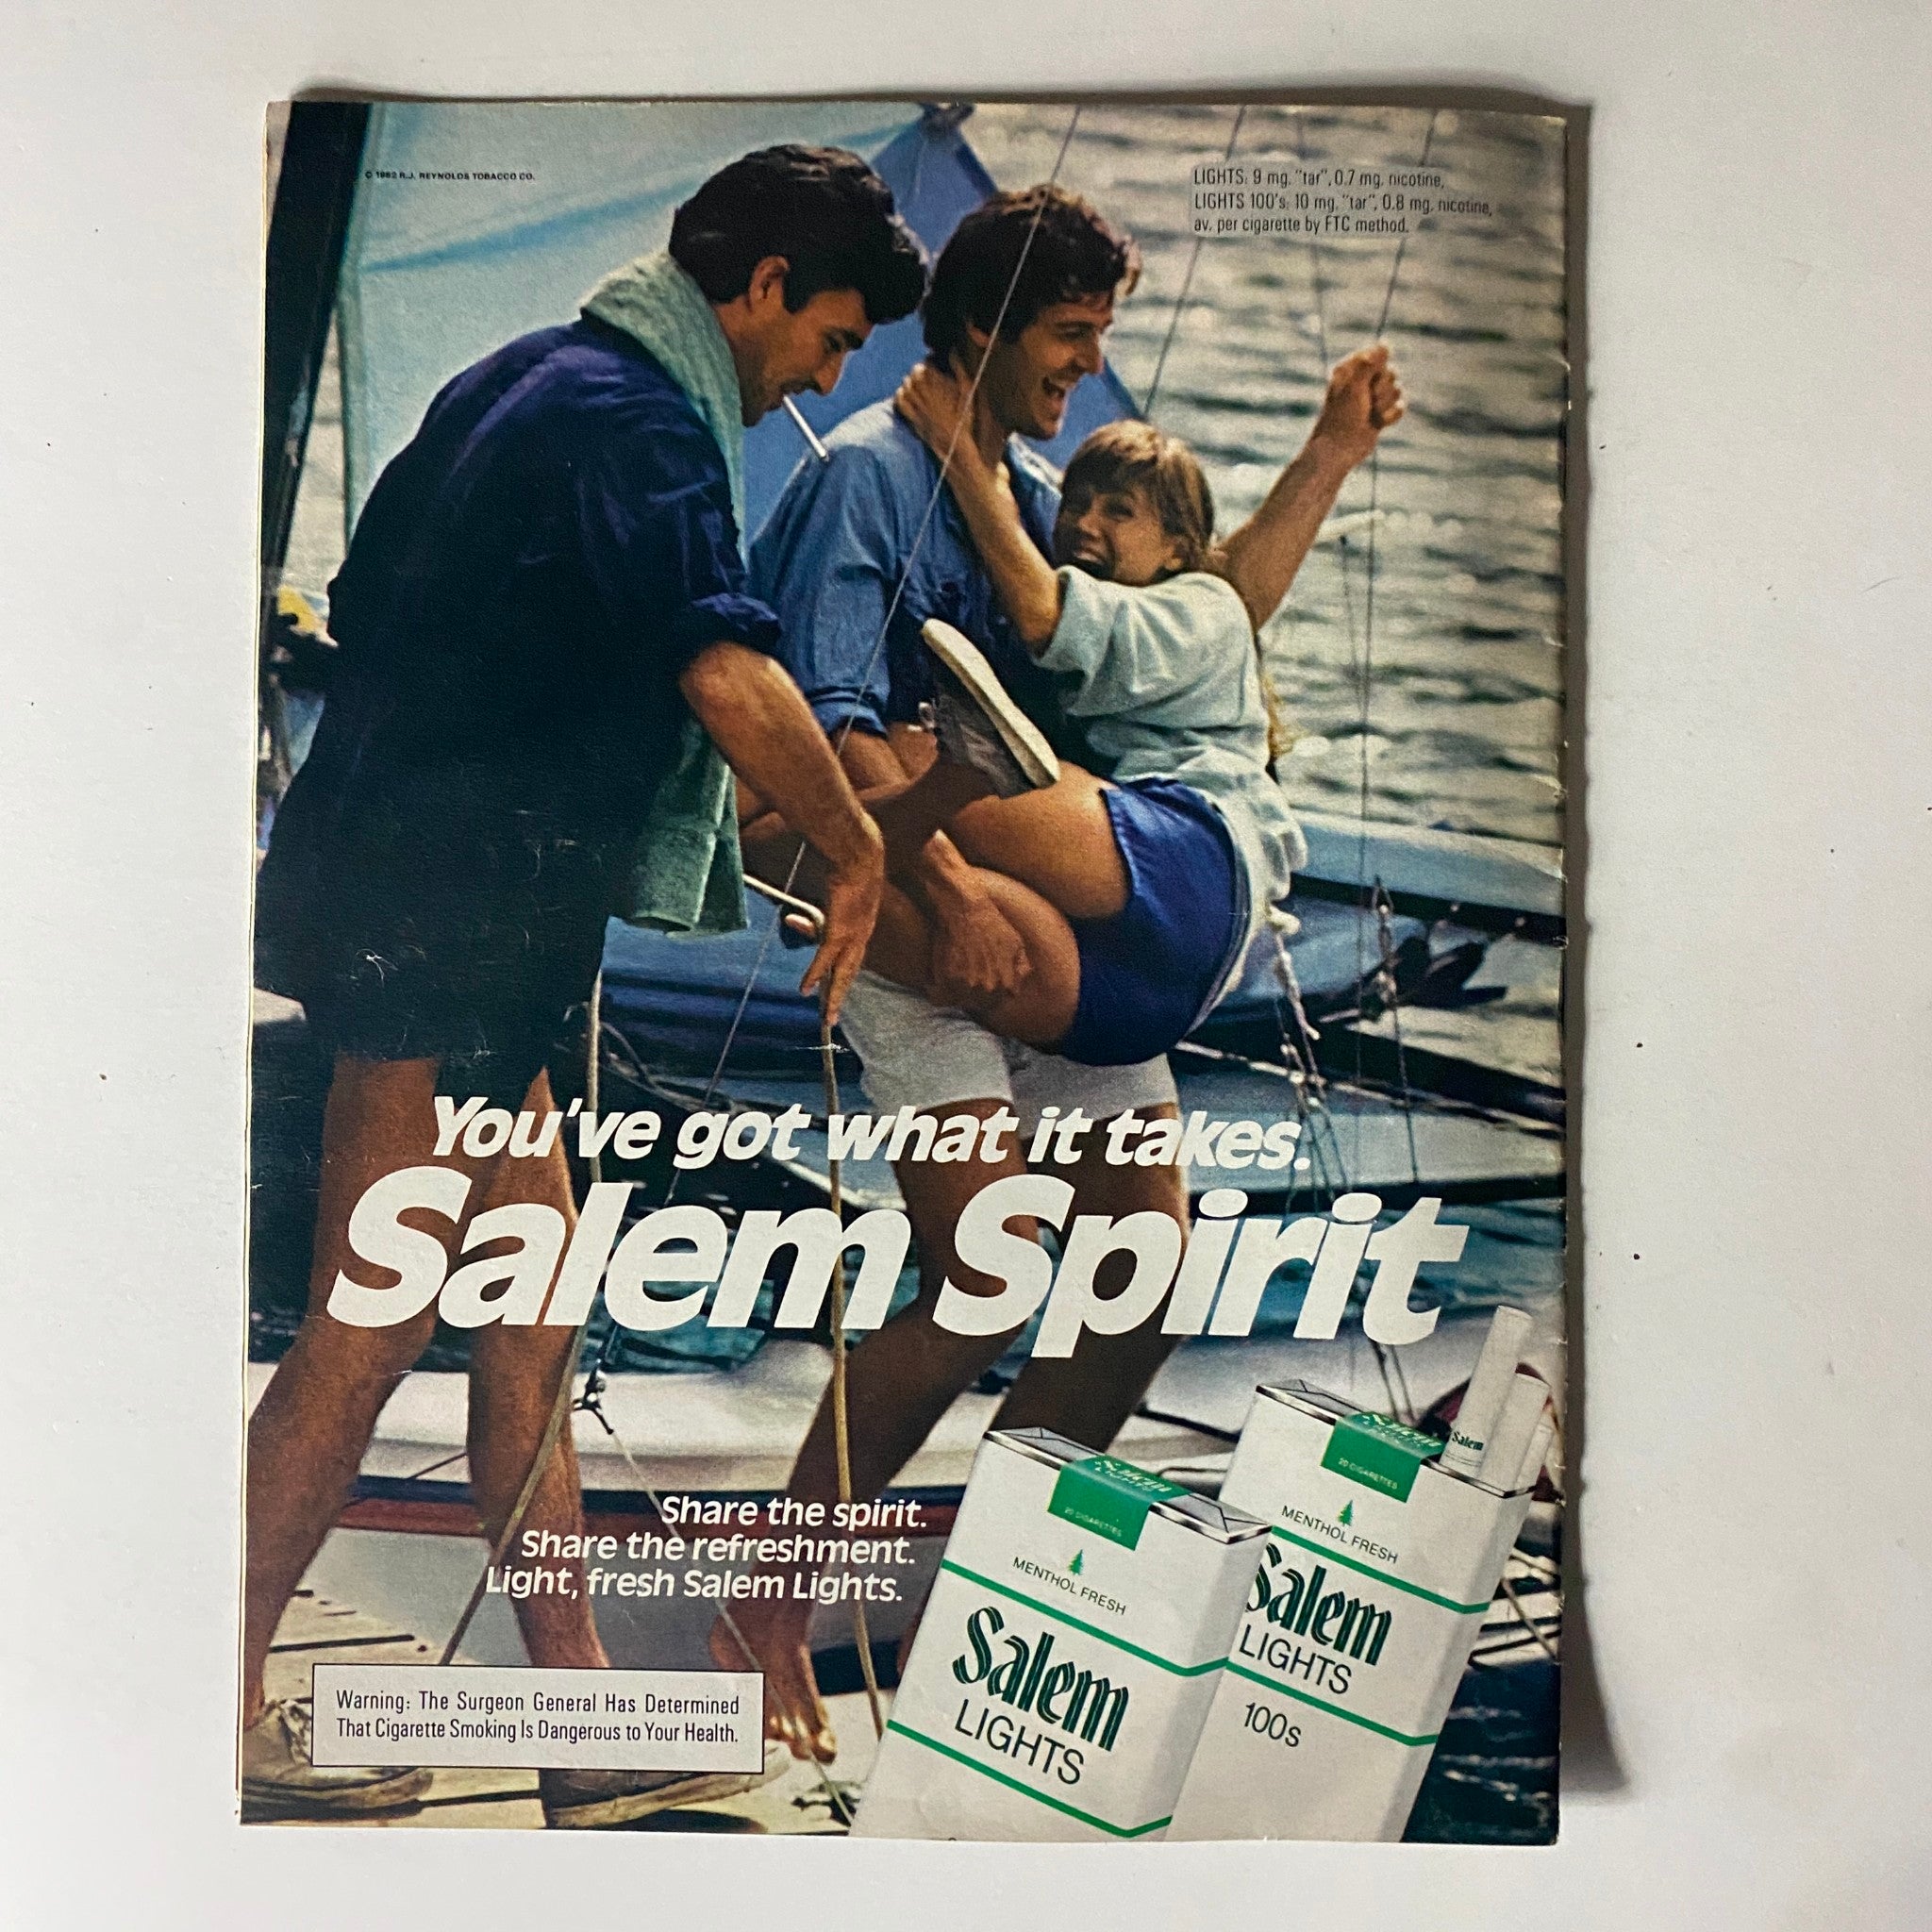 © 1982 R.J. REYNOLDS TOBACCO CO.
LIGHTS: 9 mg. "tar", 0.7 mg. nicotine,
LIGHTS 100's: 10 mg. "tar", 0.8 mg. nicotine,
av. per cigarette by FTC method.
You've got what it takes.
Salem Spirit
Share the spirit.
Share the refreshment.
Light, fresh Salem Lights.
Warning: The Surgeon General Has Determined
That Cigarette Smoking Is Dangerous to Your Health.
20 CIGARETTES
MENTHOL FRESH
Salem
LIGHTS
Salem
20 CIGARETTES
MENTHOL FRESH
Salem
LIGHTS
100s